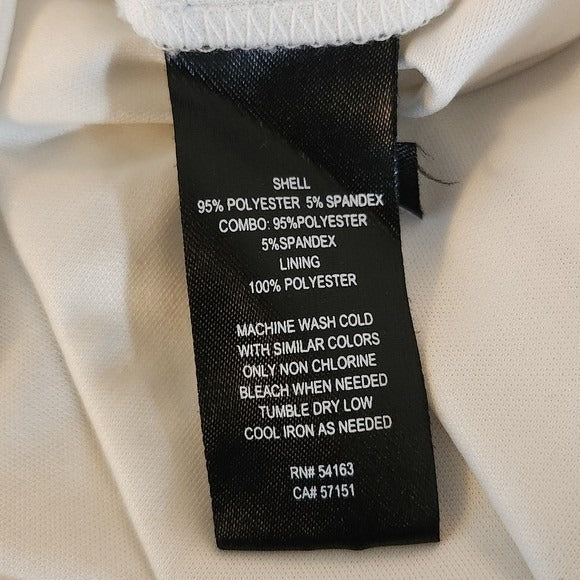 SHELL
95% POLYESTER 5% SPANDEX
COMBO: 95%POLYESTER
5%SPANDEX
LINING
100% POLYESTER
MACHINE WASH COLD
WITH SIMILAR COLORS
ONLY NON CHLORINE
BLEACH WHEN NEEDED
TUMBLE DRY LOW
COOL IRON AS NEEDED
RN# 54163
CA# 57151